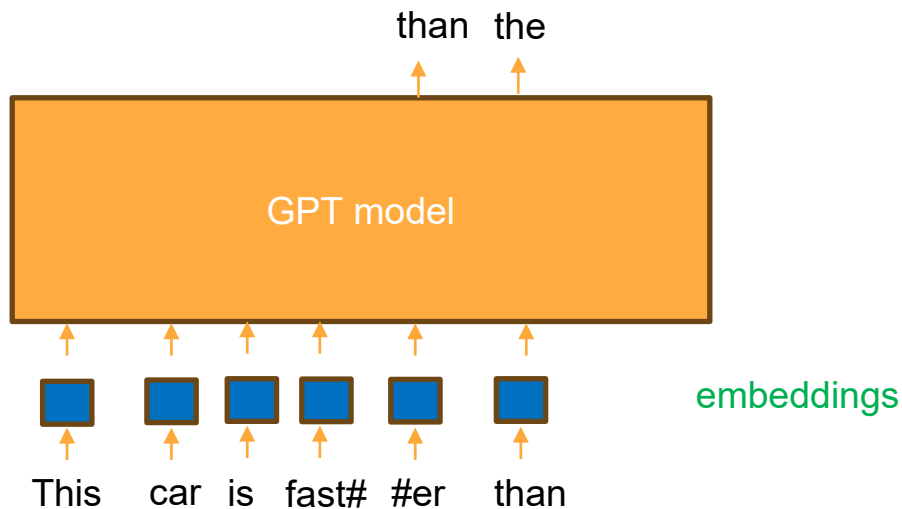 than the
GPT model
embeddings
This car is fast# #er than